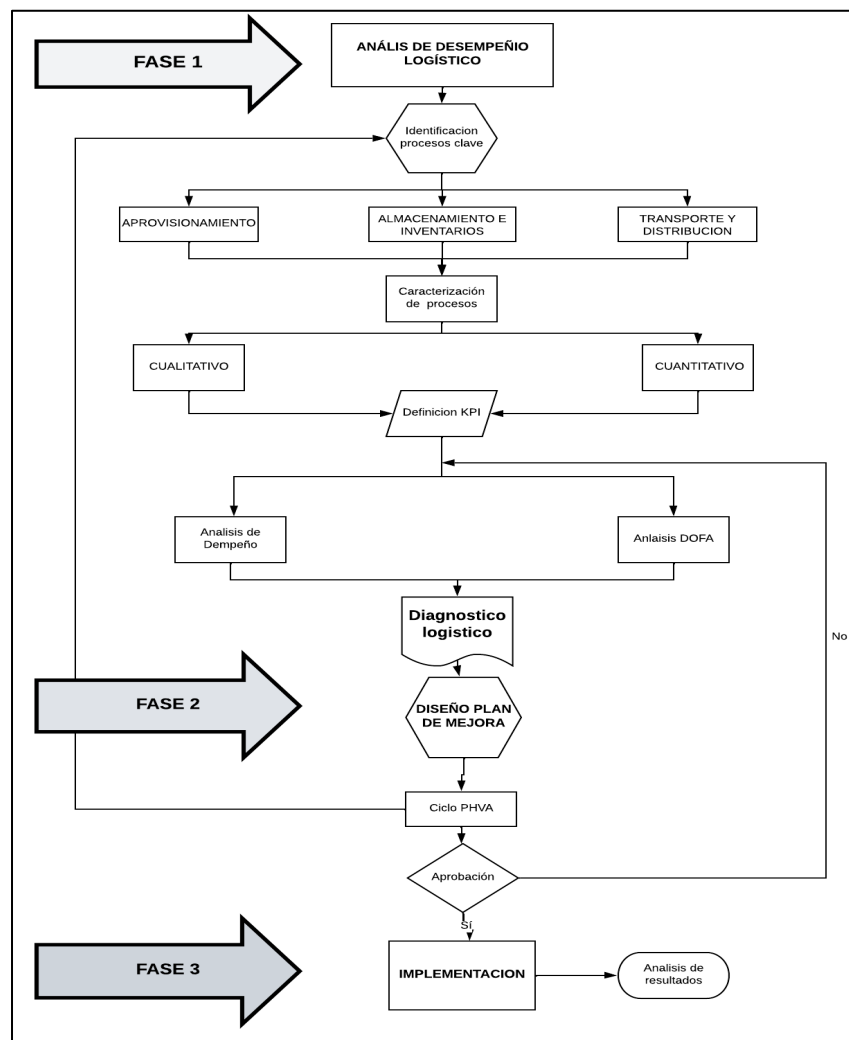 FASE 1
ANÁLIS DE DESEMPEÑIO
LOGÍSTICO
Identificacion
procesos clave
APROVISIONAMIENTO
ALMACENAMIENTO E
INVENTARIOS
TRANSPORTE Y
DISTRIBUCION
Caracterización
de procesos
CUALITATIVO
CUANTITATIVO
Definicion KPI
Analisis de
Dempeño
Anlaisis DOFA
Diagnostico
logistico
No
FASE 2
DISEÑO PLAN
DE MEJORA
Ciclo PHVA
Aprobación
Sí
FASE 3
IMPLEMENTACION
Analisis de
resultados